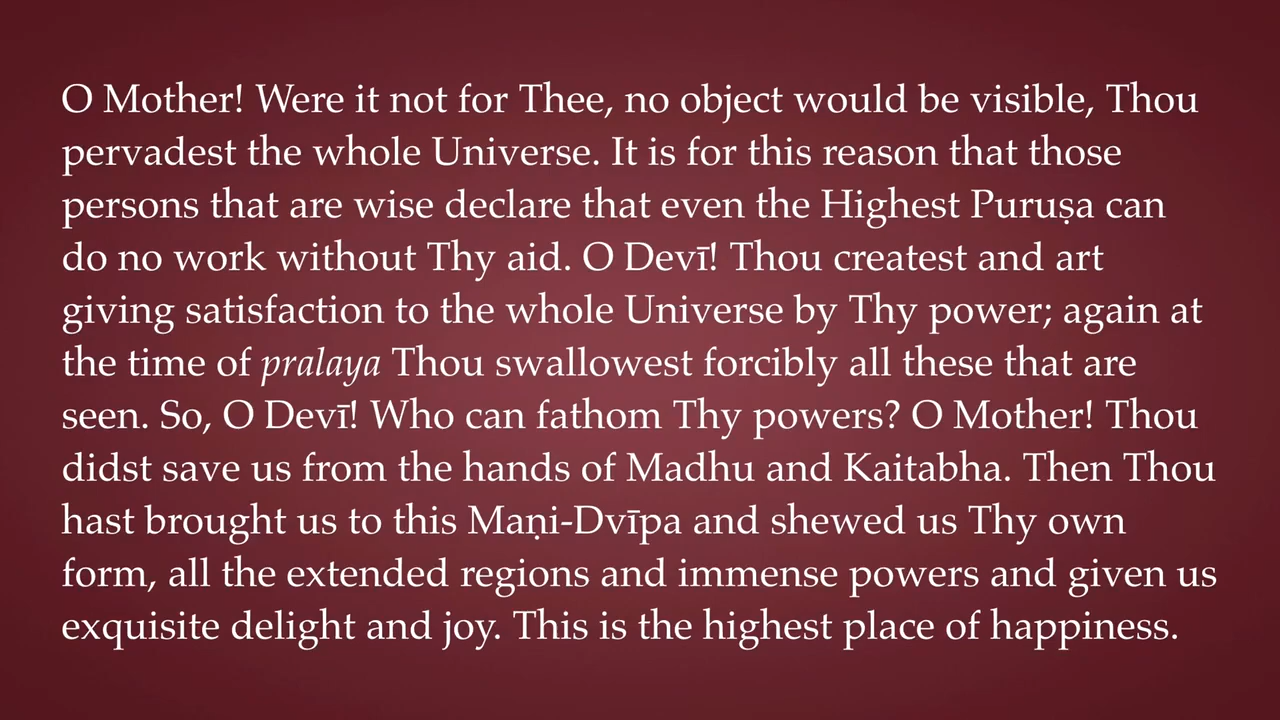 O Mother! Were it not for Thee, no object would be visible, Thou
pervadest the whole Universe. It is for this reason that those
persons that are wise declare that even the Highest Puruṣa can
do no work without Thy aid. O Devī! Thou createst and art
giving satisfaction to the whole Universe by Thy power; again at
the time of pralaya Thou swallowest forcibly all these that are
seen. So, O Devī! Who can fathom Thy powers? O Mother! Thou
didst save us from the hands of Madhu and Kaitabha. Then Thou
hast brought us to this Maṇi-Dvīpa and shewed us Thy own
form, all the extended regions and immense powers and given us
exquisite delight and joy. This is the highest place of happiness.